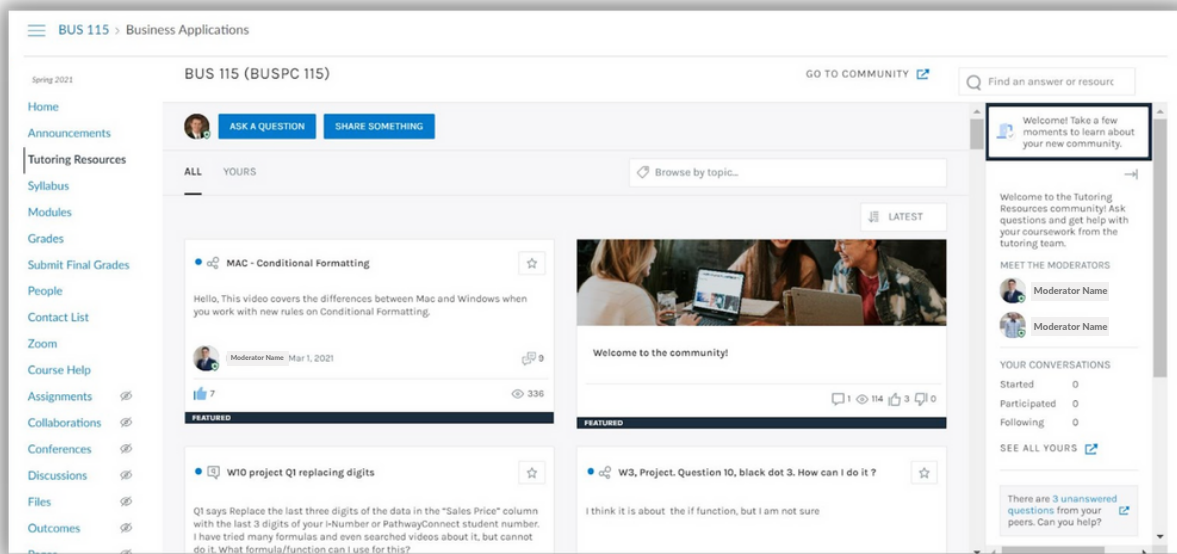 BUS 115 > Business Applications
Spring 2021
Home
Announcements
Tutoring Resources
Syllabus
Modules
Grades
Submit Final Grades
People
Contact List
Zoom
Course Help
Assignments
Collaborations
Conferences
Discussions
Files
Outcomes
BUS 115 (BUSPC 115)
GO TO COMMUNITY
Find an answer or resourc
ASK A QUESTION
SHARE SOMETHING
ALL
YOURS
Browse by topic...
LATEST
MAC - Conditional Formatting
Hello, This video covers the differences between Mac and Windows when
you work with new rules on Conditional Formatting.
Moderator Name Mar 1, 2021
9
7
336
FEATURED
Welcome to the community!
1 114 3 0
FEATURED
W10 project Q1 replacing digits
Q1 says Replace the last three digits of the data in the "Sales Price" column
with the last 3 digits of your I-Number or PathwayConnect student number.
I have tried many formulas and even searched videos about it, but cannot
do it. What formula/function can I use for this?
W3, Project. Question 10, black dot 3. How can I do it ?
I think it is about the if function, but I am not sure
Welcome! Take a few
moments to learn about
your new community.
Welcome to the Tutoring
Resources community! Ask
questions and get help with
your coursework from the
tutoring team.
MEET THE MODERATORS
Moderator Name
Moderator Name
YOUR CONVERSATIONS
Started 0
Participated 0
Following 0
SEE ALL YOURS
There are 3 unanswered
questions from your
peers. Can you help?